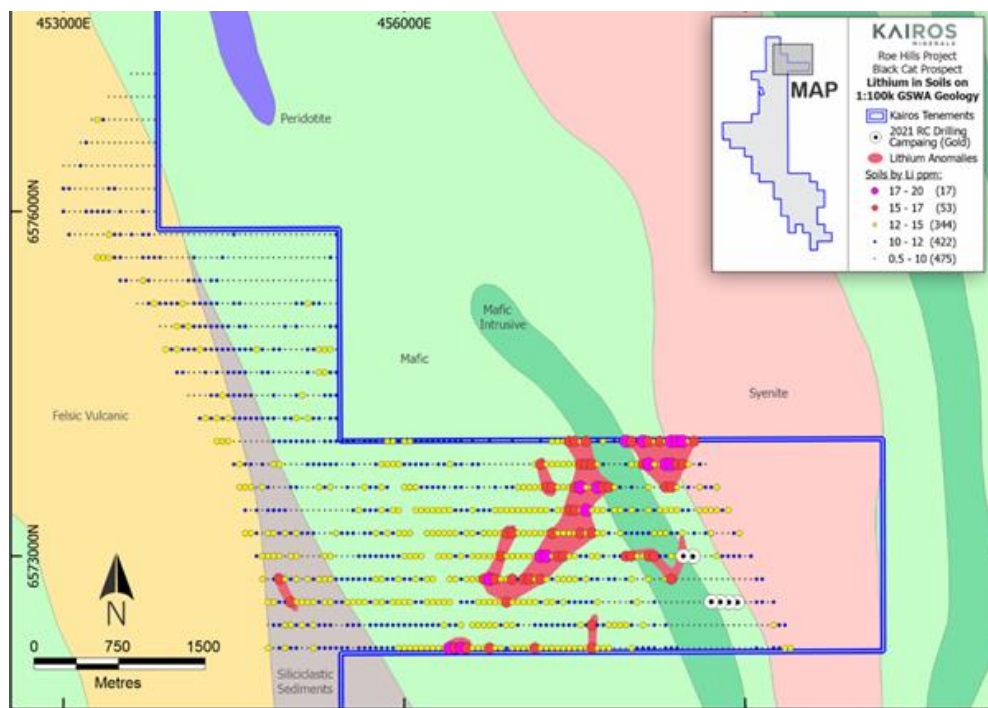 453000E
456000E
KAIROS
MINERALS
Roe Hills Project
Black Cat Prospect
Lithium in Soils on
1:100k GSWA Geology
MAP
Kairos Tenements
2021 RC Drilling
Campaing (Gold)
Lithium Anomalies
Soils by Li ppm:
17 - 20 (17)
15 - 17 (53)
12 - 15 (344)
10 - 12 (422)
0.5 - 10 (475)
Peridotite
6576000N
Mafic
Intrusive
Mafic
Syenite
Felsic Vulcanic
6573000N
N
0 750 1500
Metres
Siliciclastic
Sediments